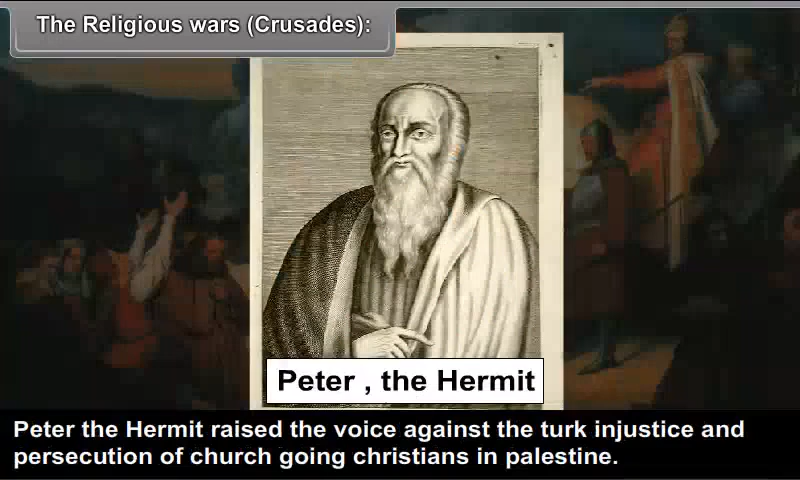 The Religious wars (Crusades):
Peter , the Hermit
Peter the Hermit raised the voice against the turk injustice and
persecution of church going christians in palestine.